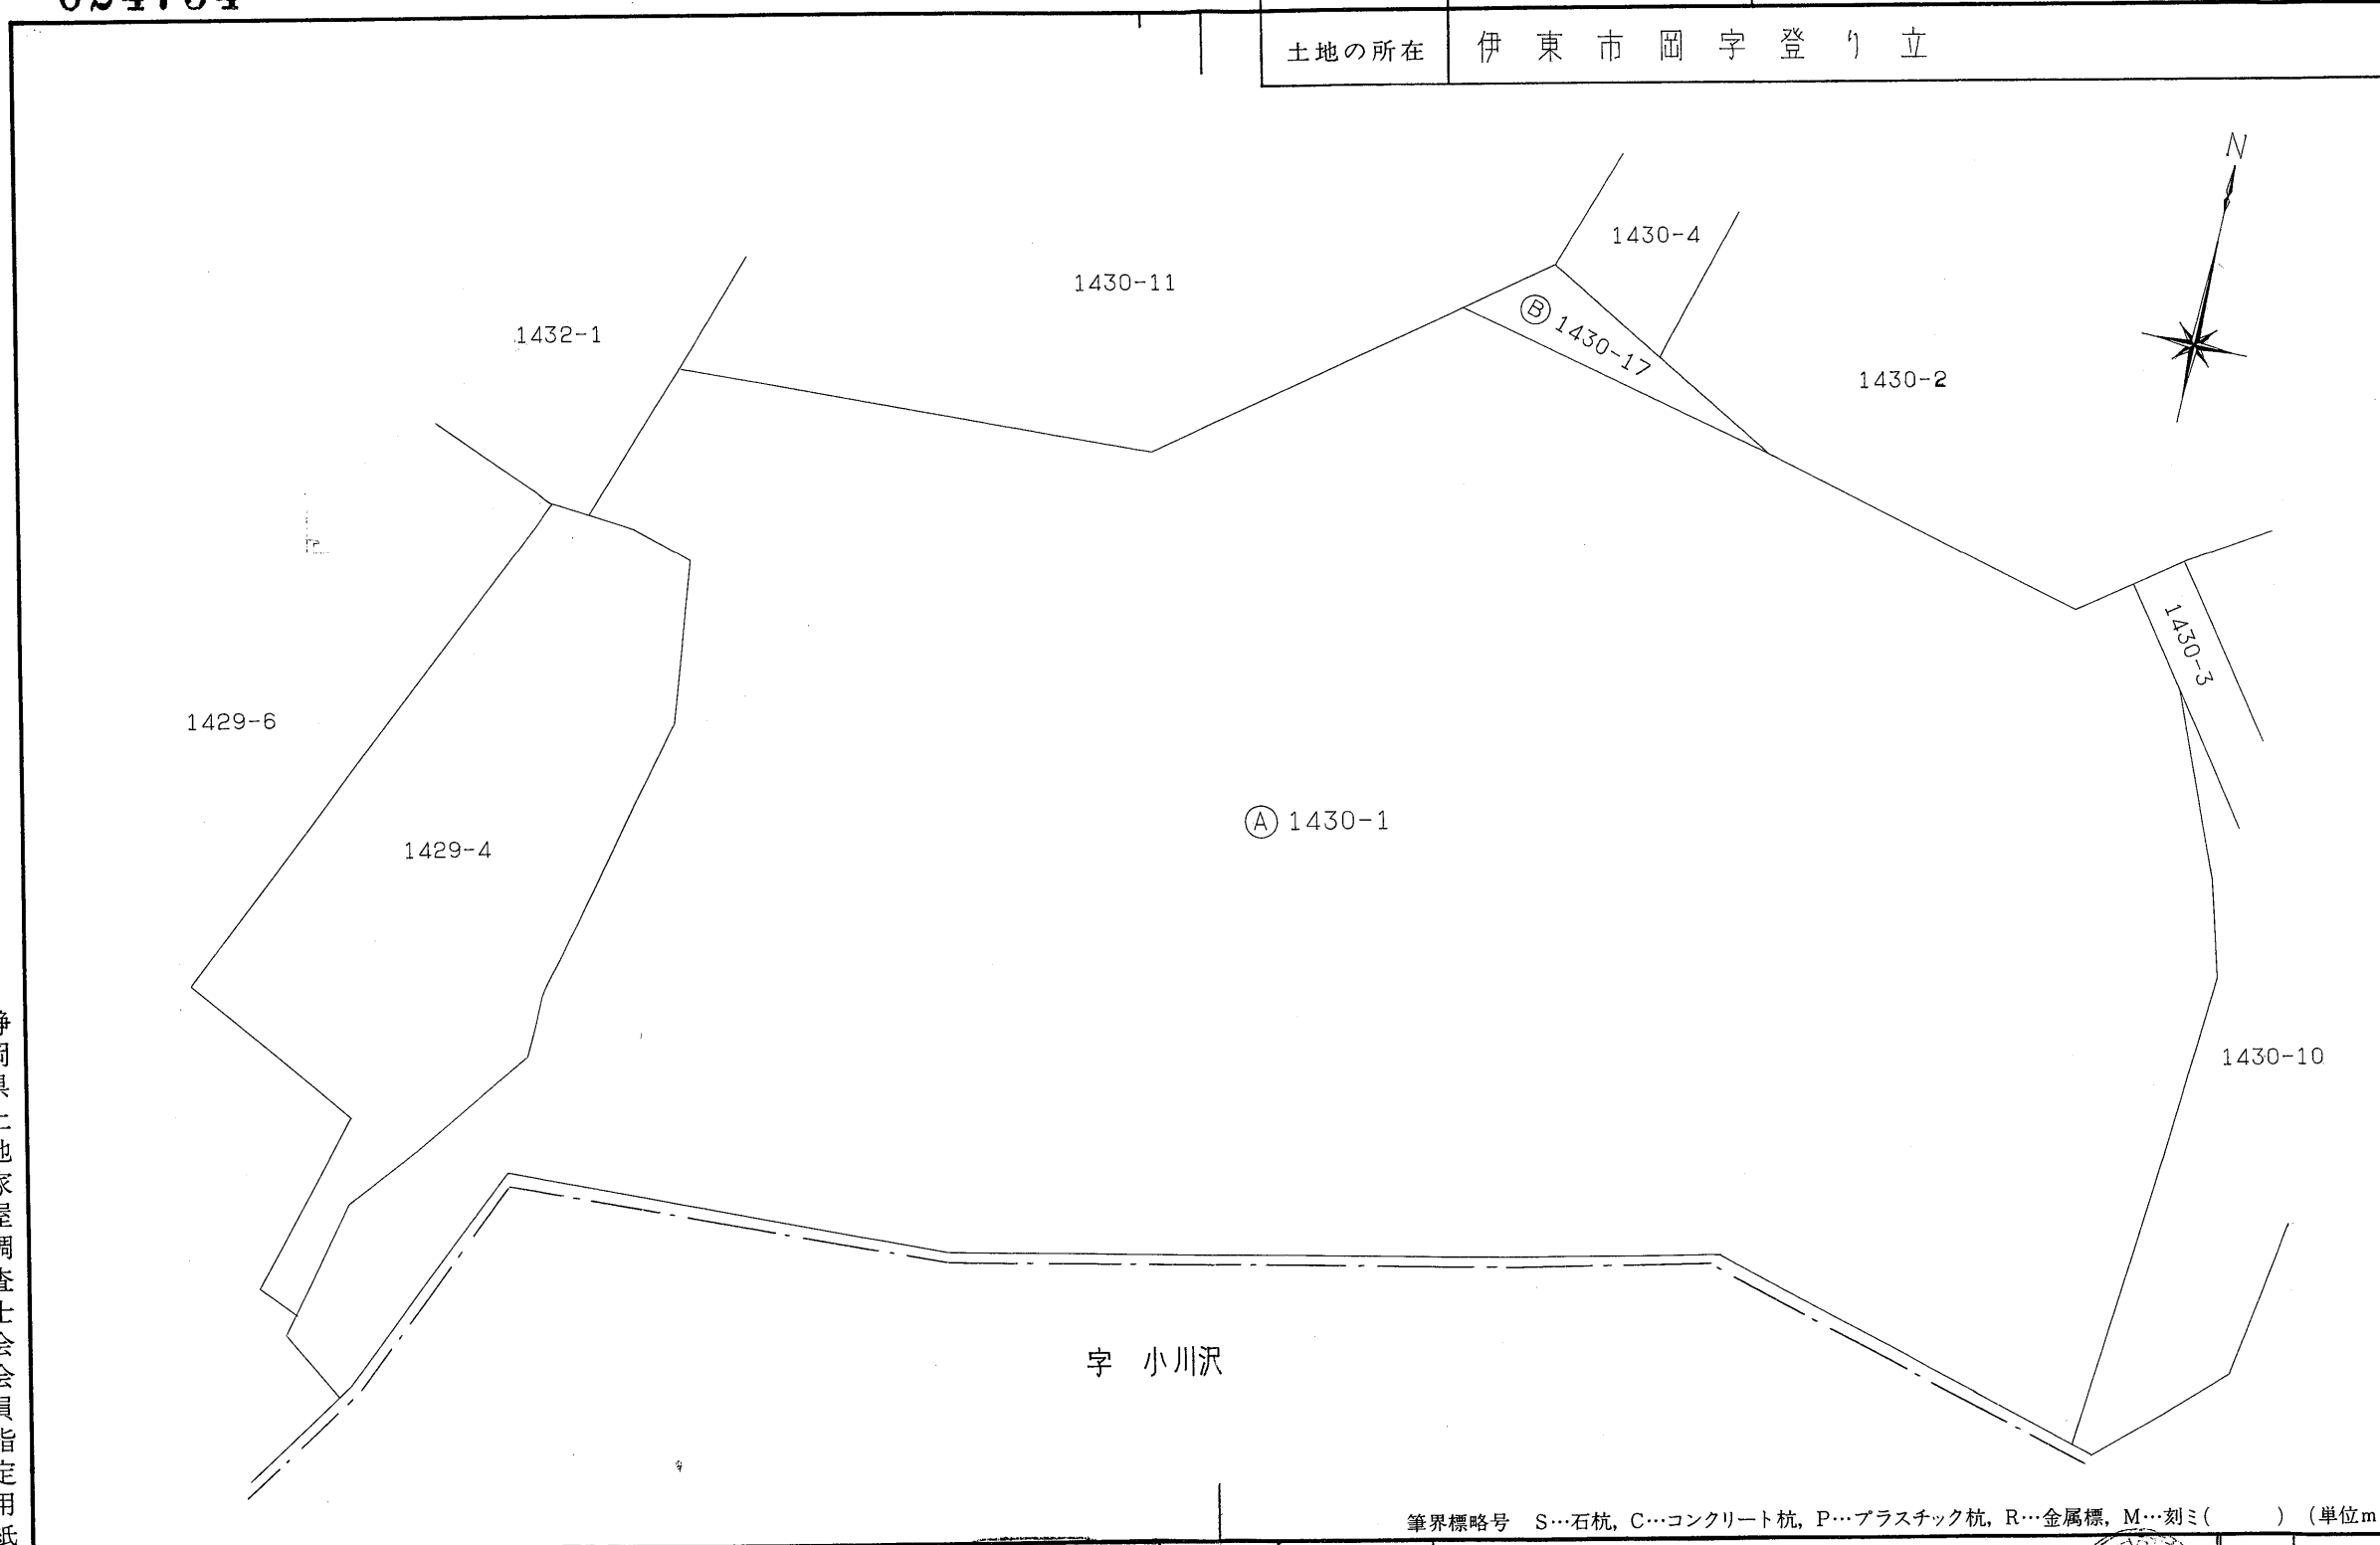 土地の所在 伊東市岡字登り立
N
1430-4
1430-11
Ⓑ 1430-17
1432-1
1430-2
1430-3
1429-6
Ⓐ 1430-1
1429-4
1430-10
字 小川沢
筆界標略号 S…石杭, C…コンクリート杭, P…プラスチック杭, R…金属標, M…刻ミ( ) (単位m
静岡県土地家屋調査士会会員指定用紙